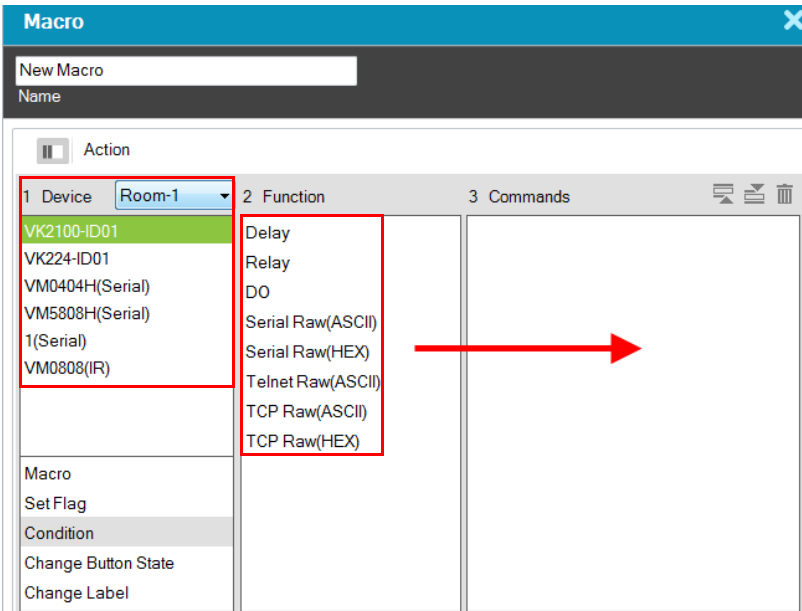 Macro
New Macro
Name
Action
1 Device Room-1
2 Function
3 Commands
VK2100-ID01
VK224-ID01
VM0404H(Serial)
VM5808H(Serial)
1(Serial)
VM0808(IR)
Delay
Relay
DO
Serial Raw(ASCII)
Serial Raw(HEX)
Telnet Raw(ASCII)
TCP Raw(ASCII)
TCP Raw(HEX)
Macro
Set Flag
Condition
Change Button State
Change Label